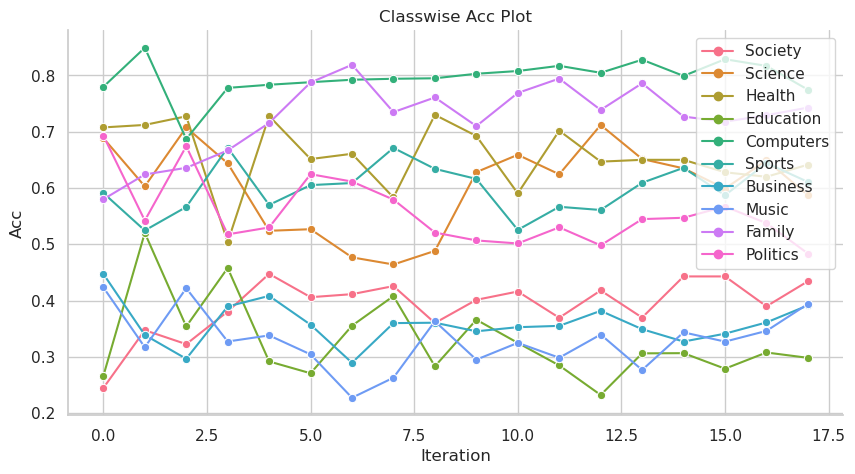 Classwise Acc Plot
Acc
0.8
0.7
0.6
0.5
0.4
0.3
0.2
0.0
2.5
5.0
7.5
10.0
12.5
15.0
17.5
Iteration
Society
Science
Health
Education
Computers
Sports
Business
Music
Family
Politics